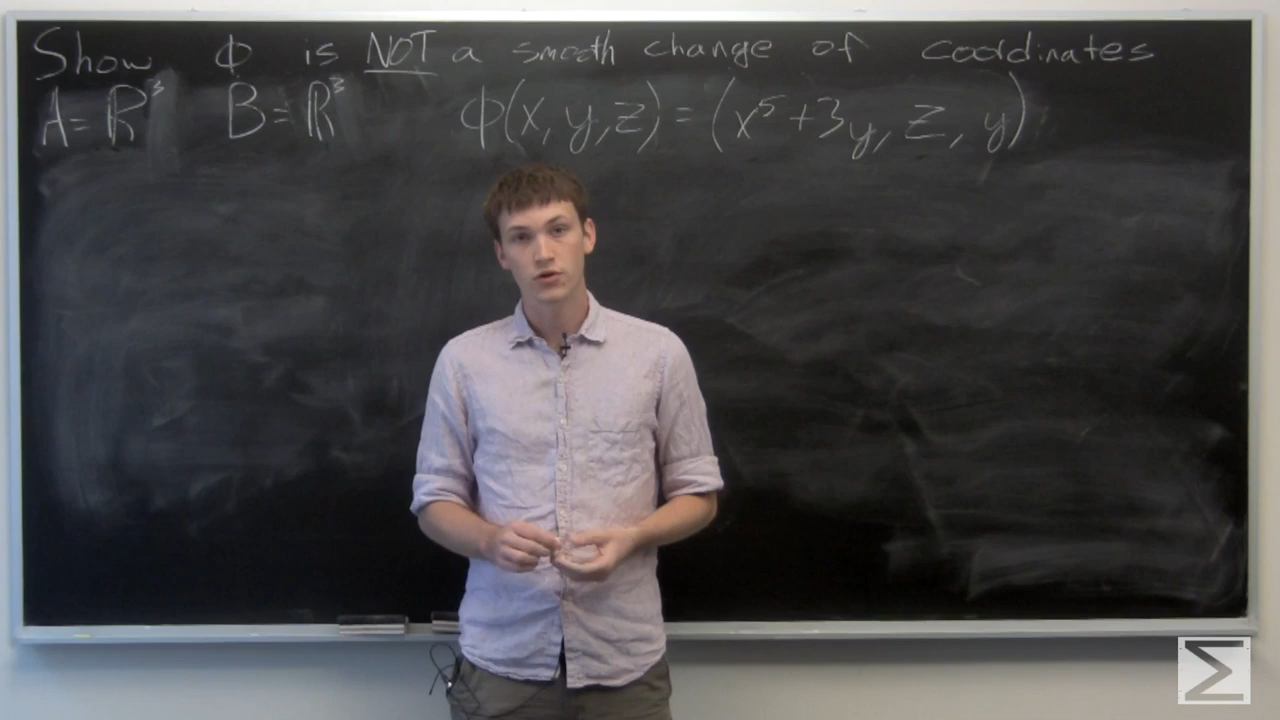 Show Φ is NOT a smooth change of coordinates
A = ℝ³ B = ℝ³ Φ(x, y, z) = (x⁵ + 3y, z, y)
Σ